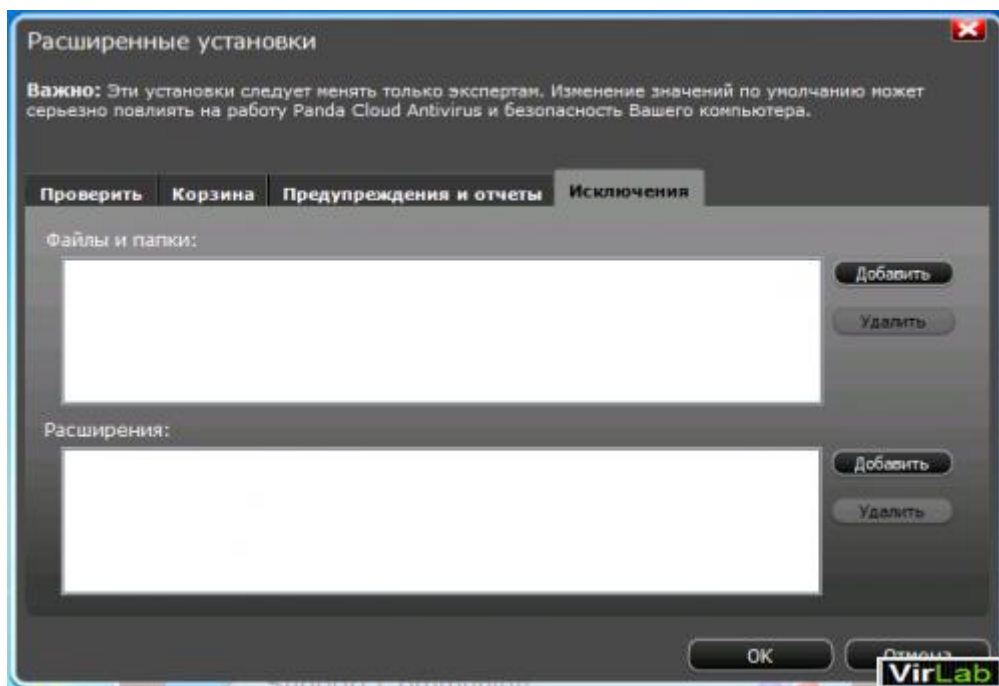 Расширенные установки
Важно: Эти установки следует менять только экспертам. Изменение значений по умолчанию может
серьезно повлиять на работу Panda Cloud Antivirus и безопасность Вашего компьютера.
Проверить Корзина Предупреждения и отчеты Исключения
Файлы и папки:
Добавить
Удалить
Расширения:
Добавить
Удалить
OK Отмена
VirLab